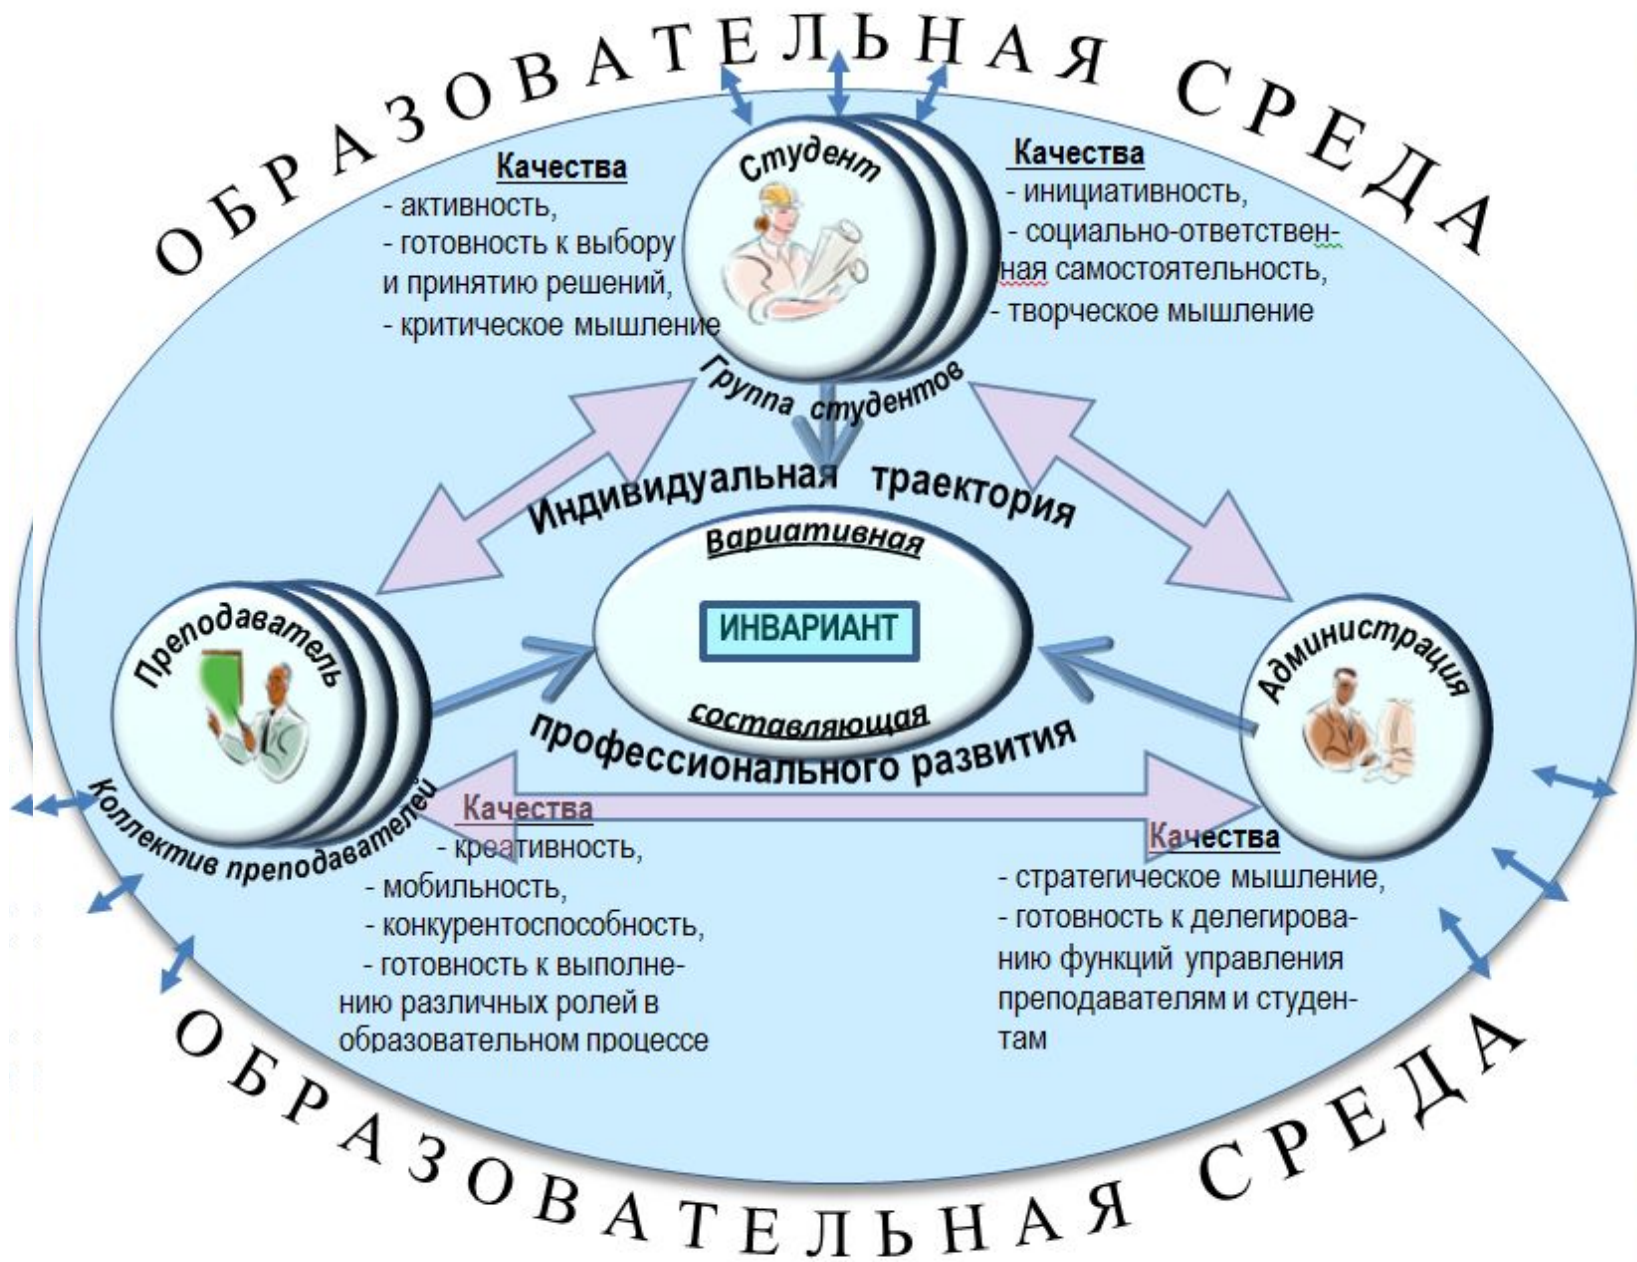 ОБРАЗОВАТЕЛЬНАЯ СРЕДА
Качества
- активность,
- готовность к выбору
и принятию решений,
- критическое мышление
Студент
Группа студентов
Качества
- инициативность,
- социально-ответствен-
ная самостоятельность,
- творческое мышление
Индивидуальная траектория
Вариативная
ИНВАРИАНТ
составляющая
профессионального развития
Преподаватель
Коллектив преподавателей
Администрация
Качества
- креативность,
- мобильность,
- конкурентоспособность,
- готовность к выполне-
нию различных ролей в
образовательном процессе
Качества
- стратегическое мышление,
- готовность к делегирова-
нию функций управления
преподавателям и студен-
там
ОБРАЗОВАТЕЛЬНАЯ СРЕДА